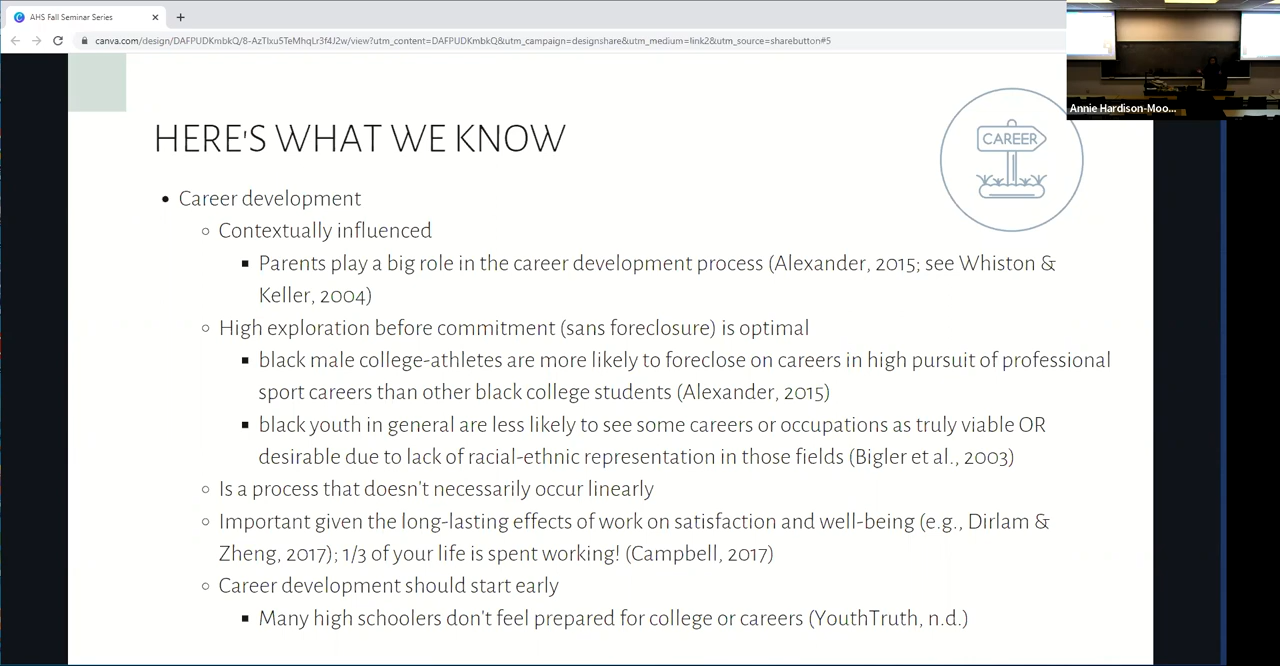 AHS Fall Seminar Series
canva.com/design/DAFPUDKmbkQ/8-AzTIxu5TeMhqLr3f4J2w/view?utm_content=DAFPUDKmbkQ&utm_campaign=designshare&utm_medium=link2&utm_source=sharebutton#5
Annie Hardison-Moo...
HERE'S WHAT WE KNOW
CAREER
• Career development
○ Contextually influenced
▪ Parents play a big role in the career development process (Alexander, 2015; see Whiston &
Keller, 2004)
○ High exploration before commitment (sans foreclosure) is optimal
▪ black male college-athletes are more likely to foreclose on careers in high pursuit of professional
sport careers than other black college students (Alexander, 2015)
▪ black youth in general are less likely to see some careers or occupations as truly viable OR
desirable due to lack of racial-ethnic representation in those fields (Bigler et al., 2003)
○ Is a process that doesn't necessarily occur linearly
○ Important given the long-lasting effects of work on satisfaction and well-being (e.g., Dirlam &
Zheng, 2017); 1/3 of your life is spent working! (Campbell, 2017)
○ Career development should start early
▪ Many high schoolers don't feel prepared for college or careers (YouthTruth, n.d.)